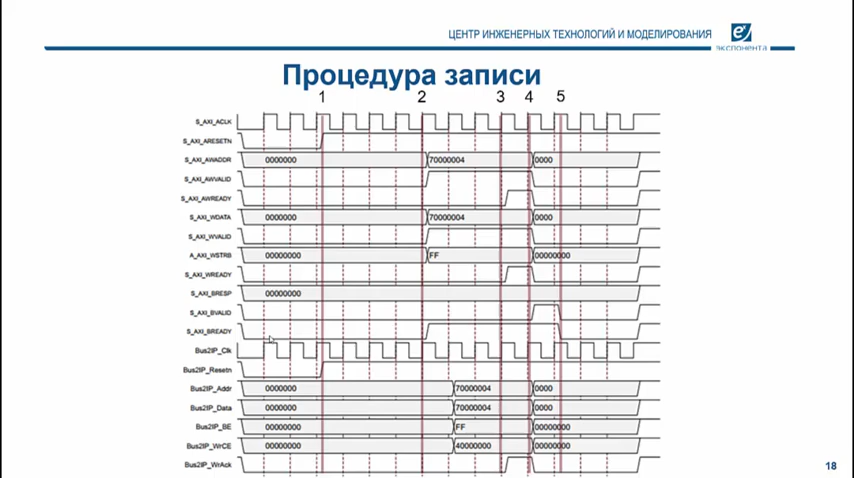 ЦЕНТР ИНЖЕНЕРНЫХ ТЕХНОЛОГИЙ И МОДЕЛИРОВАНИЯ
экспонента
Процедура записи
1 2 3 4 5
S_AXI_ACLK
S_AXI_ARESETN
S_AXI_AWADDR 0000000 70000004 0000
S_AXI_AWVALID
S_AXI_AWREADY
S_AXI_WDATA 0000000 70000004 0000
S_AXI_WVALID
A_AXI_WSTRB 00000000 FF 00000000
S_AXI_WREADY
S_AXI_BRESP 00000000
S_AXI_BVALID
S_AXI_BREADY
Bus2IP_Clk
Bus2IP_Resetn
Bus2IP_Addr 0000000 70000004 0000
Bus2IP_Data 0000000 70000004 0000
Bus2IP_BE 00000000 FF 00000000
Bus2IP_WrCE 00000000 40000000 00000000
Bus2IP_WrAck
18